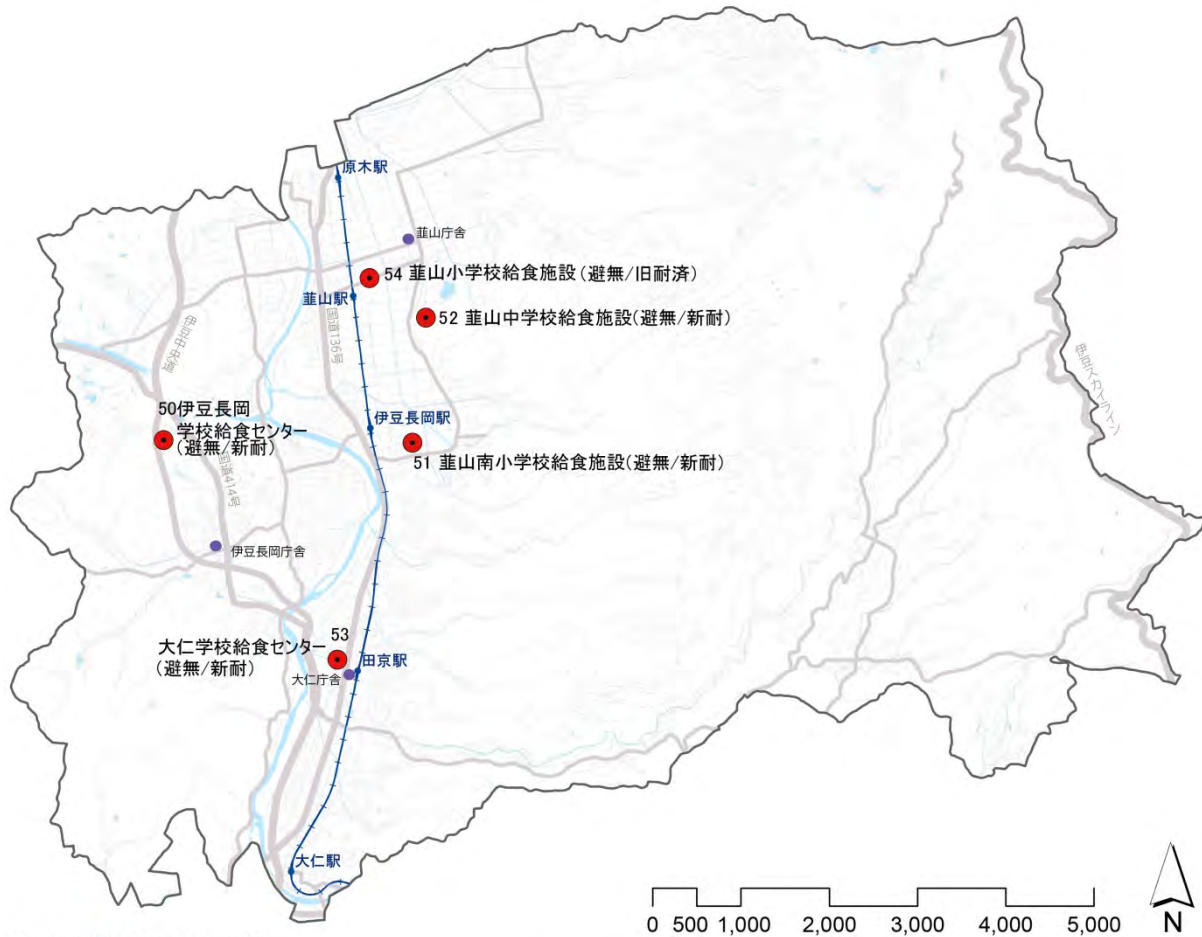 原木駅
韮山庁舎
54 韮山小学校給食施設(避無/旧耐済)
韮山駅
52 韮山中学校給食施設(避無/新耐)
国道136号
伊豆中央道
伊豆スカイライン
50伊豆長岡
学校給食センター
(避無/新耐)
伊豆長岡駅
51 韮山南小学校給食施設(避無/新耐)
国道414号
伊豆長岡庁舎
53
大仁学校給食センター
(避無/新耐)
田京駅
大仁庁舎
大仁駅
0 500 1,000 2,000 3,000 4,000 5,000
N